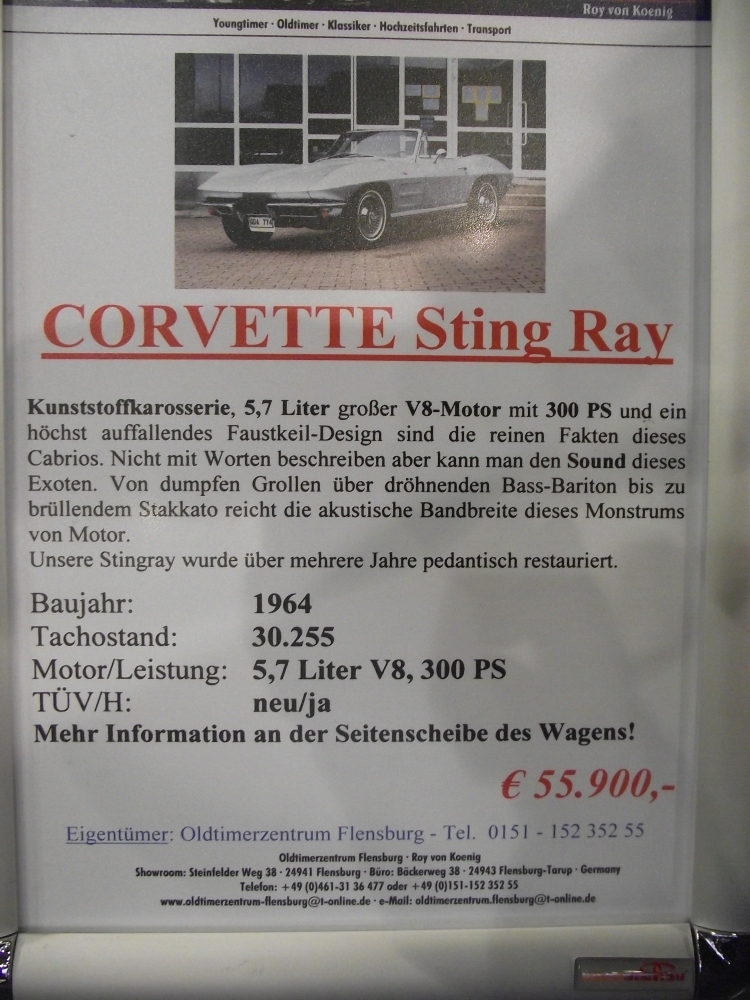 Roy von Koenig
Youngtimer · Oldtimer · Klassiker · Hochzeitsfahrten · Transport
CORVETTE Sting Ray
Kunststoffkarosserie, 5,7 Liter großer V8-Motor mit 300 PS und ein
höchst auffallendes Faustkeil-Design sind die reinen Fakten dieses
Cabrios. Nicht mit Worten beschreiben aber kann man den Sound dieses
Exoten. Von dumpfen Grollen über dröhnenden Bass-Bariton bis zu
brüllendem Stakkato reicht die akustische Bandbreite dieses Monstrums
von Motor.
Unsere Stingray wurde über mehrere Jahre pedantisch restauriert.
Baujahr: 1964
Tachostand: 30.255
Motor/Leistung: 5,7 Liter V8, 300 PS
TÜV/H: neu/ja
Mehr Information an der Seitenscheibe des Wagens!
€ 55.900,-
Eigentümer: Oldtimerzentrum Flensburg - Tel. 0151 - 152 352 55
Oldtimerzentrum Flensburg · Roy von Koenig
Showroom: Steinfelder Weg 38 · 24941 Flensburg · Büro: Böckerweg 38 · 24943 Flensburg-Tarup · Germany
Telefon: +49 (0)461-31 36 477 oder +49 (0)151-152 352 55
www.oldtimerzentrum-flensburg@t-online.de · e-Mail: oldtimerzentrum.flensburg@t-online.de